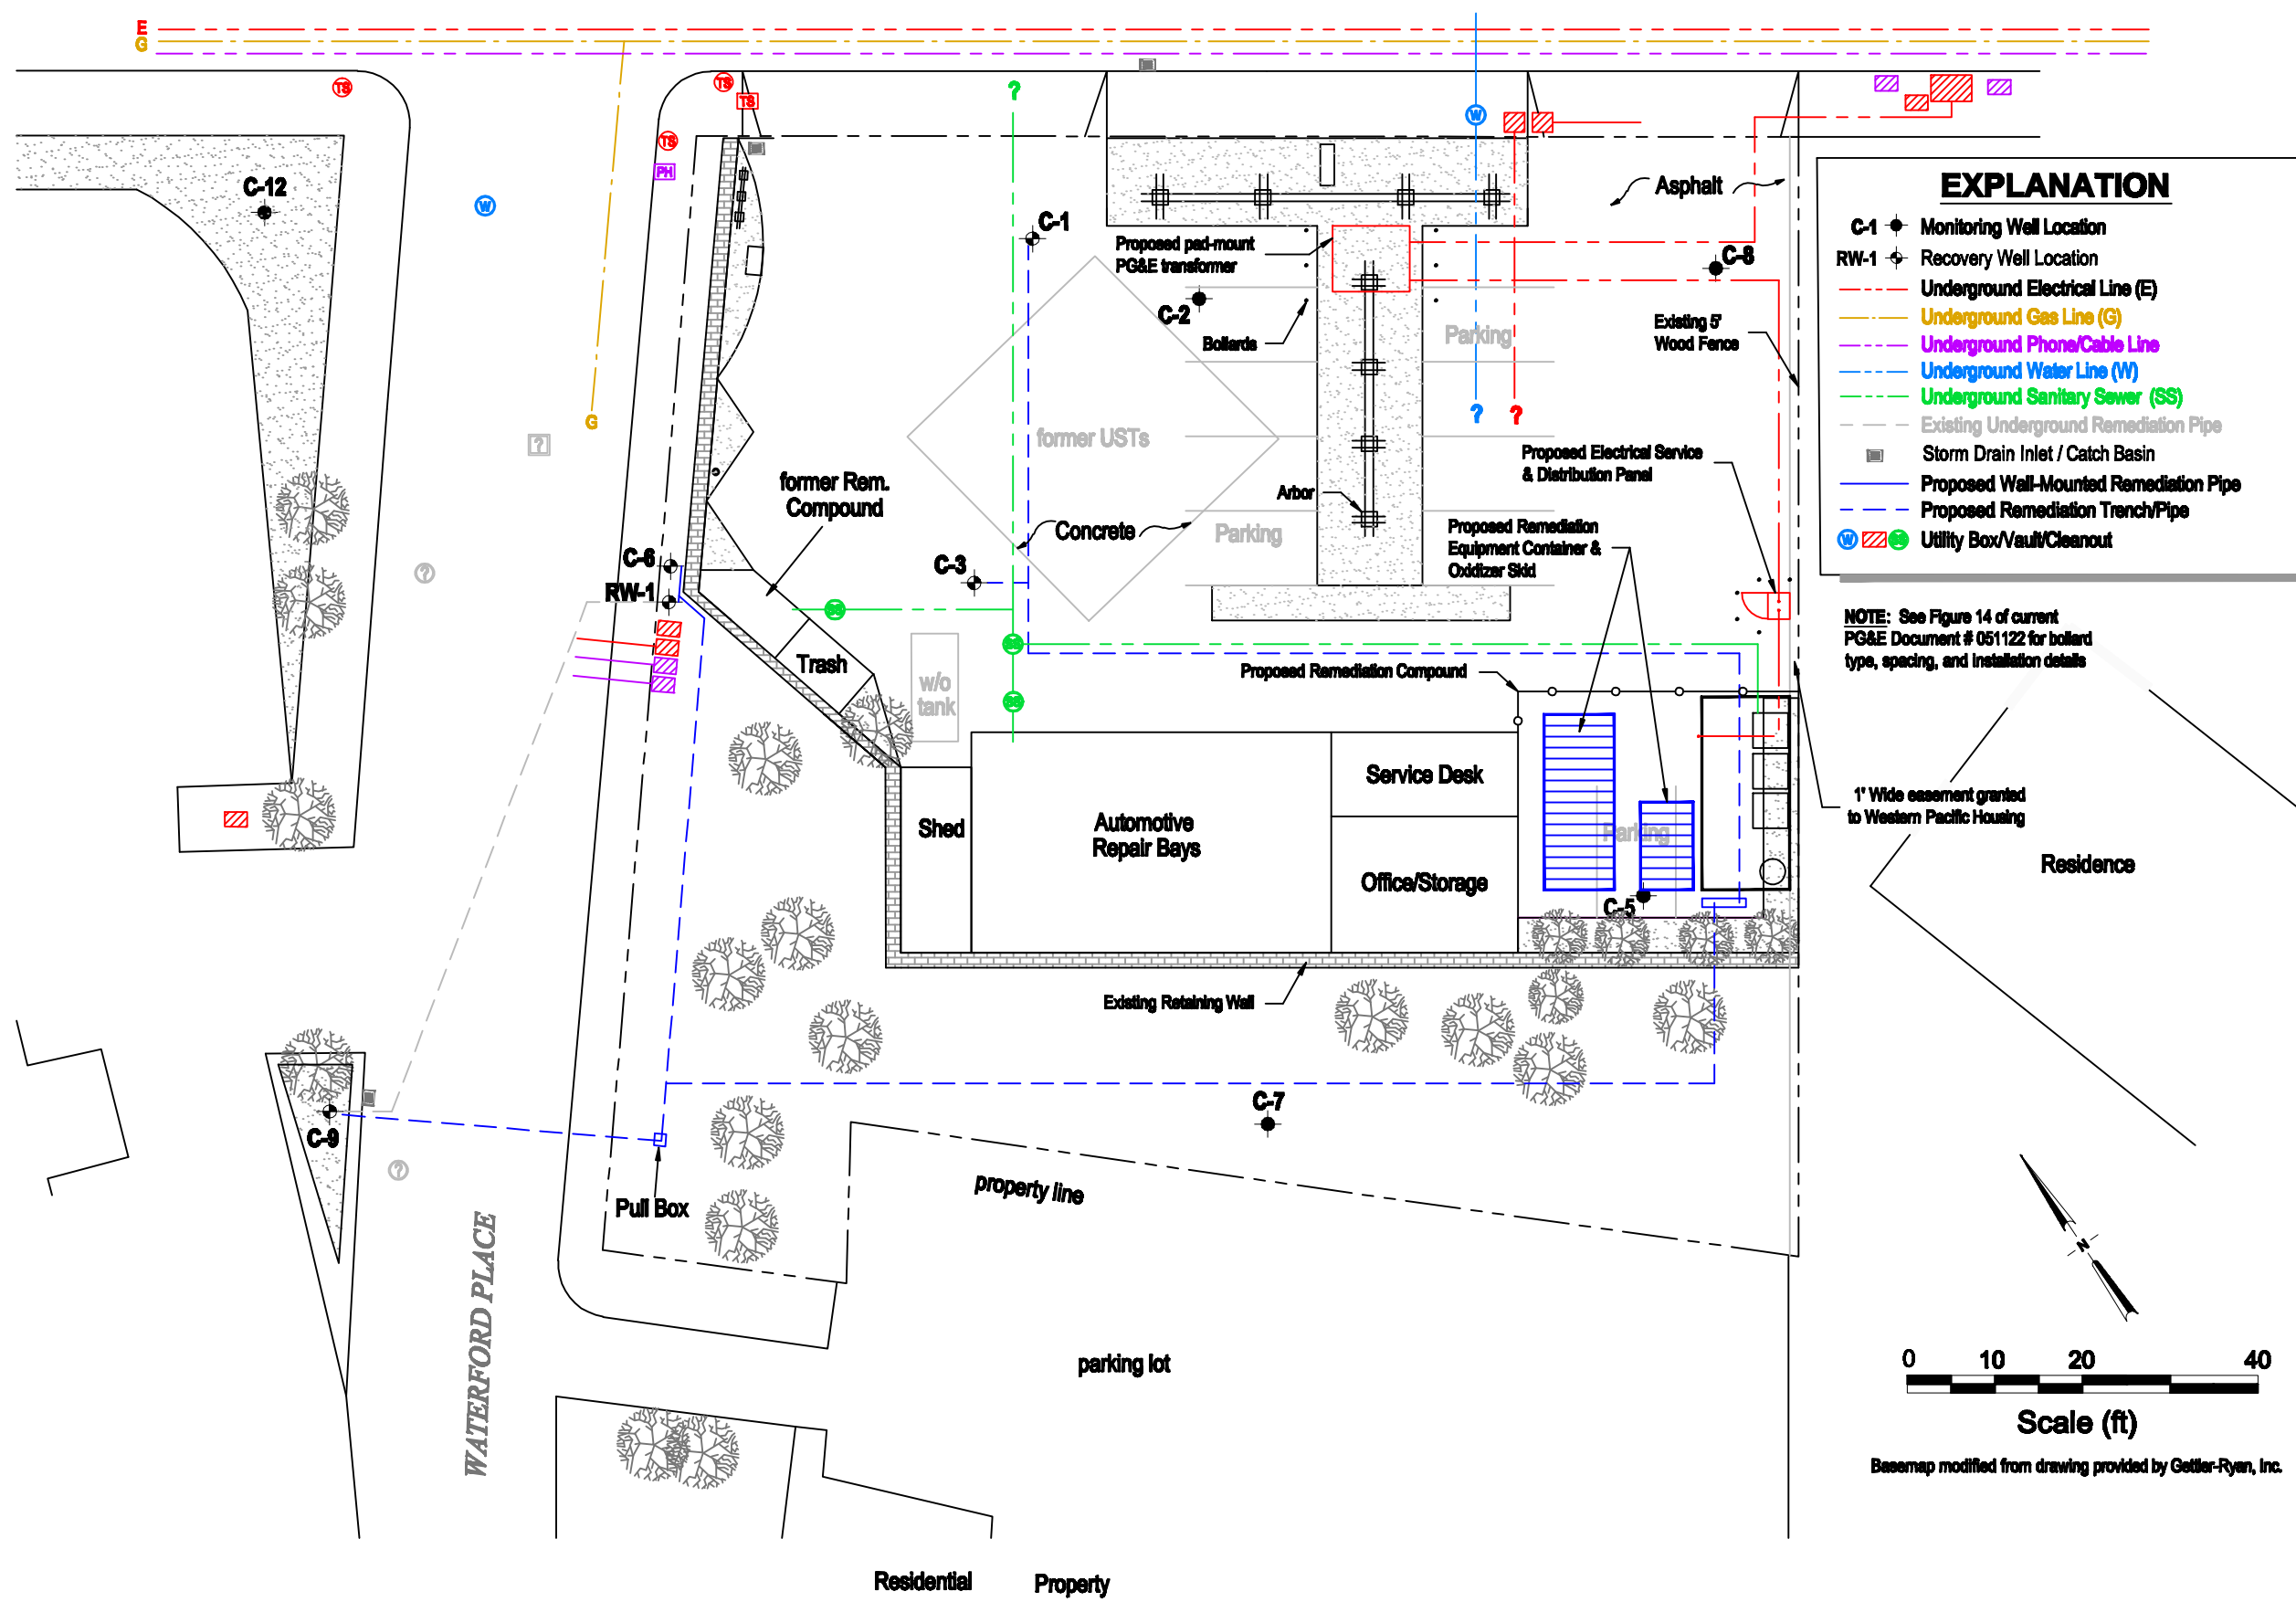 E
G
TS
TS
TS
TS
PH
W
?
W
C-12
C-1
C-2
C-8
Proposed pad-mount
PG&E transformer
Asphalt
Bollards
Parking
Existing 5'
Wood Fence
former USTs
G
?
?
?
former Rem.
Compound
Arbor
Concrete
Parking
Proposed Electrical Service
& Distribution Panel
Proposed Remediation
Equipment Container &
Oxidizer Skid
C-6
RW-1
C-3
?
SS
SS
SS
Trash
w/o
tank
Proposed Remediation Compound
Shed
Automotive
Repair Bays
Service Desk
Office/Storage
Parking
C-5
Existing Retaining Wall
C-7
C-9
?
Pull Box
property line
WATERFORD PLACE
parking lot
Residential Property
EXPLANATION
C-1 Monitoring Well Location
RW-1 Recovery Well Location
Underground Electrical Line (E)
Underground Gas Line (G)
Underground Phone/Cable Line
Underground Water Line (W)
Underground Sanitary Sewer (SS)
Existing Underground Remediation Pipe
Storm Drain Inlet / Catch Basin
Proposed Wall-Mounted Remediation Pipe
Proposed Remediation Trench/Pipe
W SS Utility Box/Vault/Cleanout
NOTE: See Figure 14 of current
PG&E Document # 051122 for bollard
type, spacing, and installation details
1' Wide easement granted
to Western Pacific Housing
Residence
N
0 10 20 40
Scale (ft)
Basemap modified from drawing provided by Gettler-Ryan, Inc.